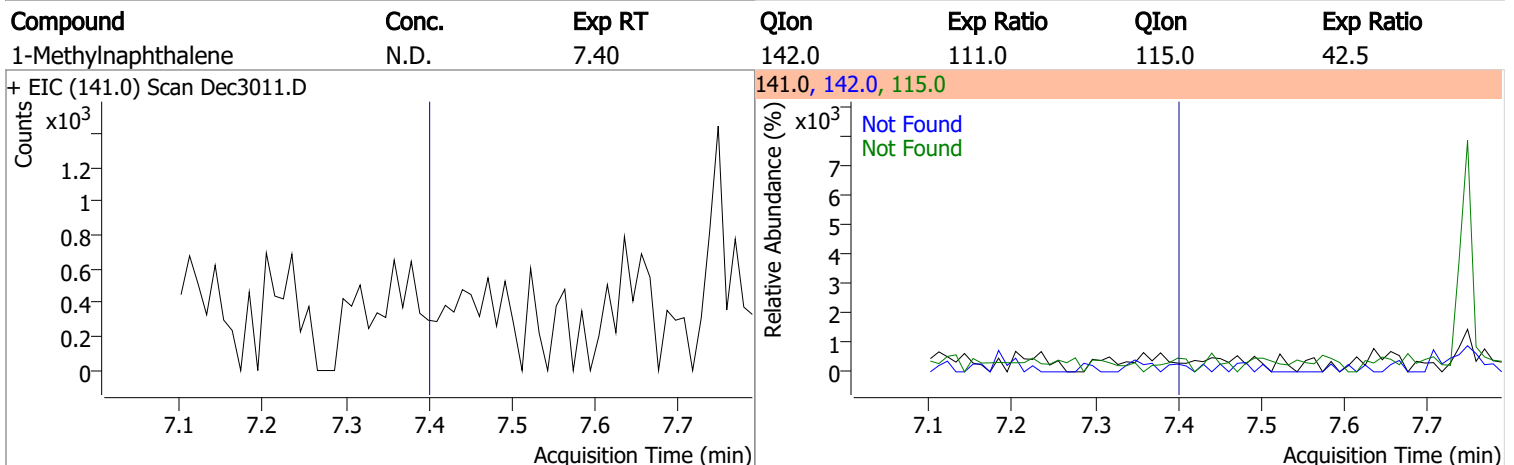 Compound Conc. Exp RT QIon Exp Ratio QIon Exp Ratio
1-Methylnaphthalene N.D. 7.40 142.0 111.0 115.0 42.5
+ EIC (141.0) Scan Dec3011.D
Counts
x10³
1.2
1
0.8
0.6
0.4
0.2
0
7.1 7.2 7.3 7.4 7.5 7.6 7.7
Acquisition Time (min)
141.0, 142.0, 115.0
Relative Abundance (%)
x10³
Not Found
Not Found
7
6
5
4
3
2
1
0
7.1 7.2 7.3 7.4 7.5 7.6 7.7
Acquisition Time (min)